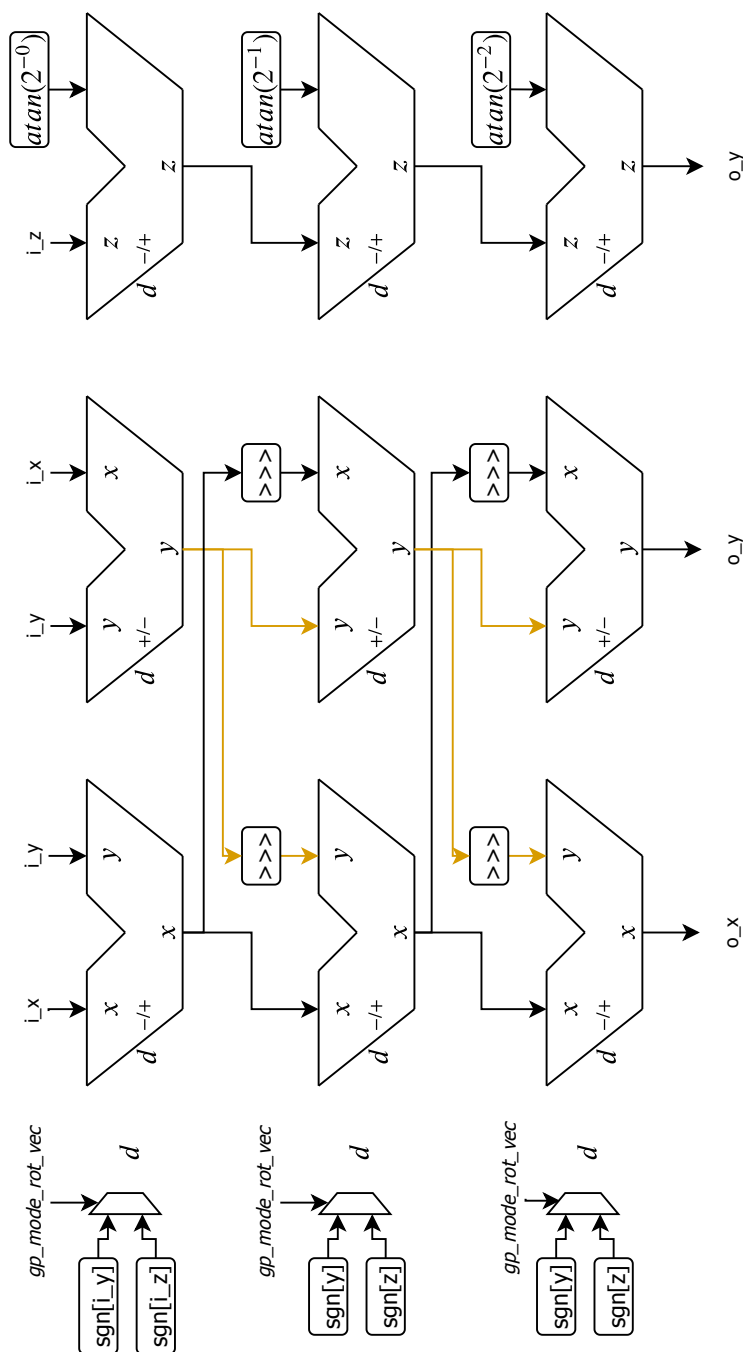 gp_mode_rot_vec i_x i_y i_y i_x i_z atan(2⁻⁰)
sgn[i_y] x y y x z
sgn[i_z] d d -/+ d +/- d -/+
x y z
gp_mode_rot_vec >>> >>> atan(2⁻¹)
sgn[y] x y y x z
sgn[z] d d -/+ d +/- d -/+
x y z
gp_mode_rot_vec >>> >>> atan(2⁻²)
sgn[y] x y y x z
sgn[z] d d -/+ d +/- d -/+
x y z
o_x o_y o_y